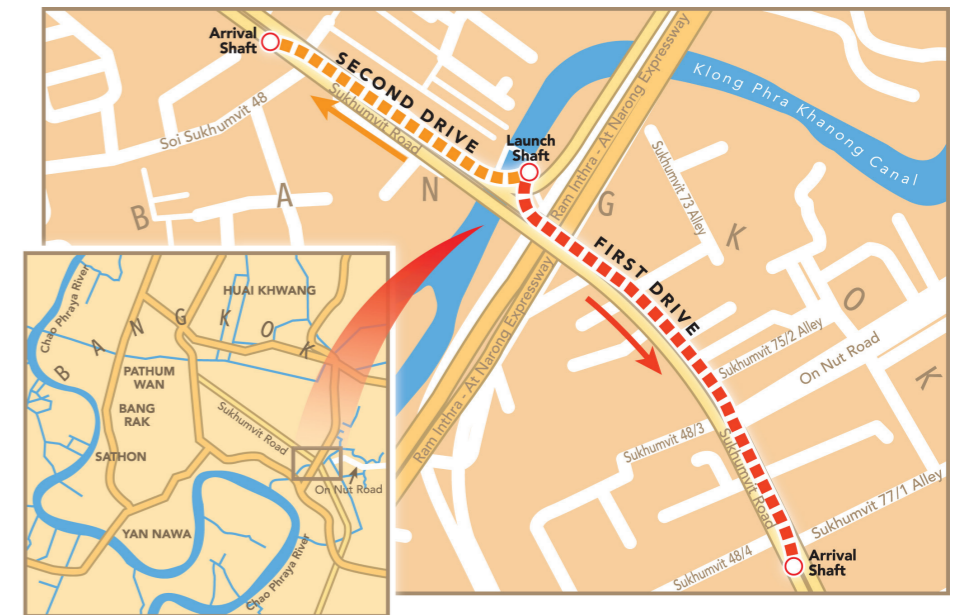 Arrival
Shaft
SECOND DRIVE
Sukhumvit Road
Soi Sukhumvit 48
Launch
Shaft
Ram Inthra - At Narong Expressway
Klong Phra Khanong Canal
Sukhumvit 73 Alley
BANGKOK
FIRST DRIVE
Ram Inthra - At Narong Expressway
Sukhumvit 75/2 Alley
On Nut Road
Sukhumvit 48/3
Sukhumvit Road
Sukhumvit 77/1 Alley
Sukhumvit 48/4
Arrival
Shaft
Chao Phraya River
HUAI KHWANG
BANGKOK
PATHUM
WAN
BANG
RAK
Sukhumvit Road
SATHON
On Nut Road
YAN NAWA
Chao Phraya River